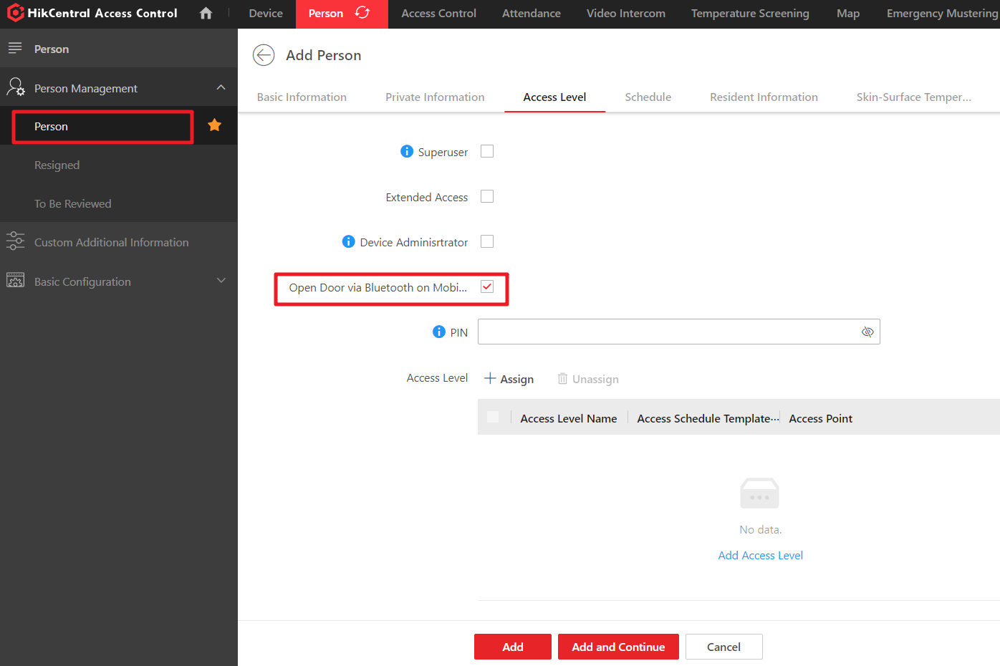 HikCentral Access Control
Device
Person
Access Control
Attendance
Video Intercom
Temperature Screening
Map
Emergency Mustering
Person
Person Management
Person
Resigned
To Be Reviewed
Custom Additional Information
Basic Configuration
Add Person
Basic Information
Private Information
Access Level
Schedule
Resident Information
Skin-Surface Temper...
Superuser
Extended Access
Device Adminisrtrator
Open Door via Bluetooth on Mobi...
PIN
Access Level
Assign
Unassign
Access Level Name
Access Schedule Template...
Access Point
No data.
Add Access Level
Add
Add and Continue
Cancel